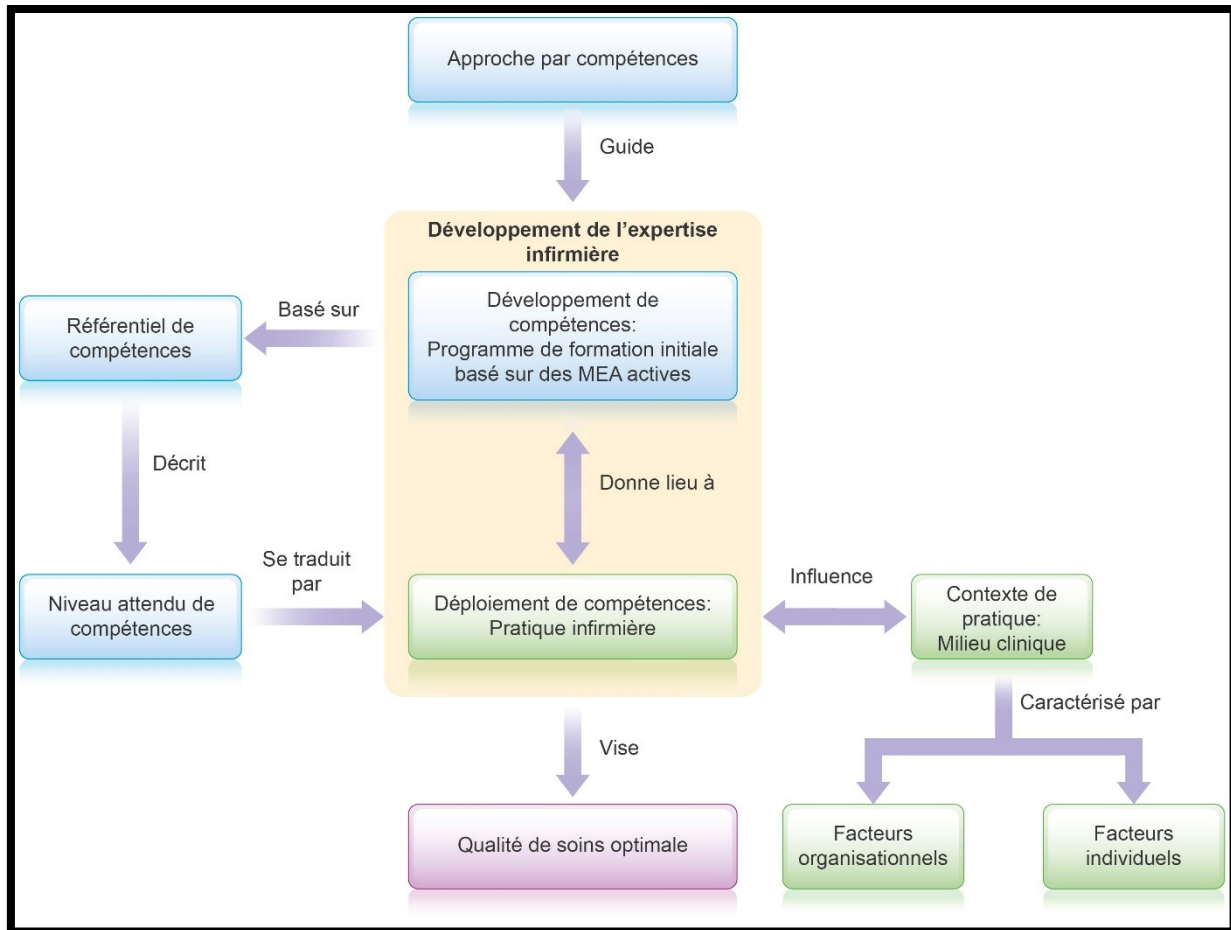 Approche par compétences
Guide
Développement de l’expertise
infirmière
Développement de
compétences:
Programme de formation initiale
basé sur des MEA actives
Basé sur
Référentiel de
compétences
Décrit
Donne lieu à
Se traduit
par
Niveau attendu de
compétences
Déploiement de compétences:
Pratique infirmière
Influence
Contexte de
pratique:
Milieu clinique
Caractérisé par
Vise
Qualité de soins optimale
Facteurs
organisationnels
Facteurs
individuels